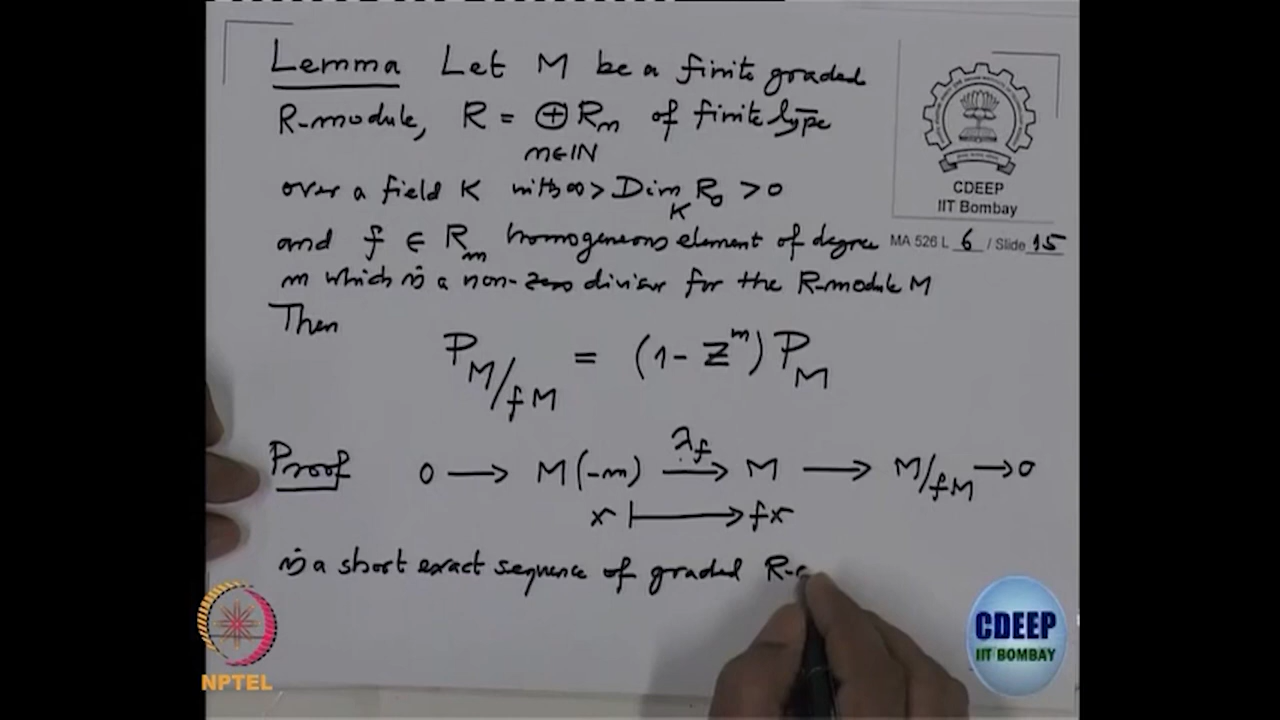 Lemma Let M be a finite graded
R-module, R = ⊕ R_m of finite type
m∈ℕ
over a field K with ∞ > Dim_K R_0 > 0
and f ∈ R_m homogeneous element of degree
m which is a non-zero divisor for the R-module M
Then
P_{M/fM} = (1 - Z^m) P_M
Proof 0 → M(-m) →^{λ_f} M → M/fM → 0
x ↦ fx
is a short exact sequence of graded R-
CDEEP
IIT Bombay
MA 526 L 6 / Slide 15
NPTEL
CDEEP
IIT BOMBAY